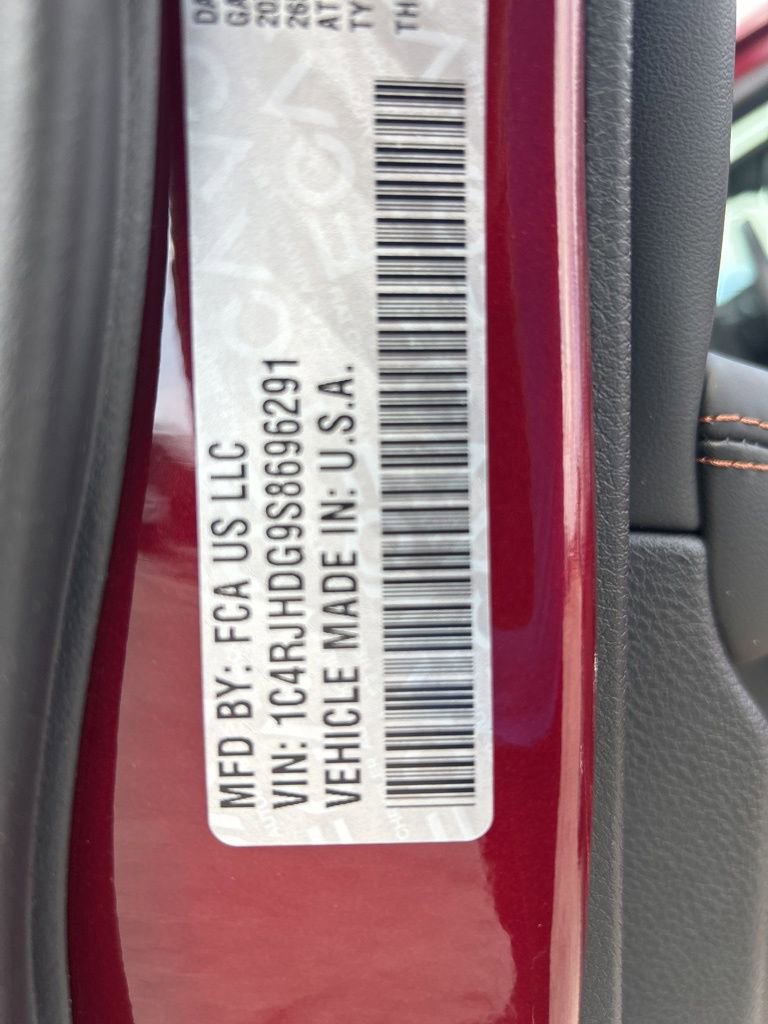 MFD BY: FCA US LLC
VIN: 1C4RJHDG9S8696291
VEHICLE MADE IN: U.S.A.